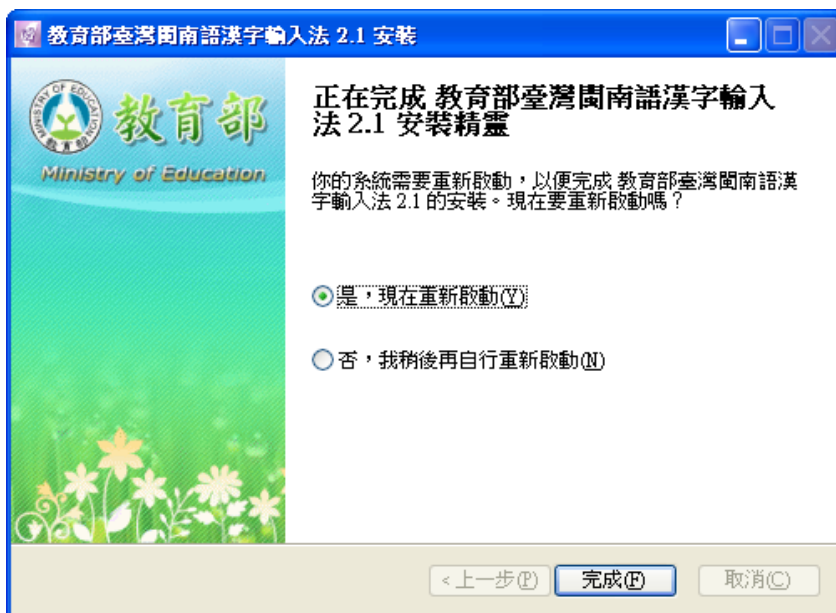 教育部臺灣閩南語漢字輸入法 2.1 安裝
教育部
Ministry of Education
正在完成 教育部臺灣閩南語漢字輸入
法 2.1 安裝精靈
你的系統需要重新啟動，以便完成 教育部臺灣閩南語漢
字輸入法 2.1 的安裝。現在要重新啟動嗎？
是，現在重新啟動(Y)
否，我稍後再自行重新啟動(N)
<上一步(P)
完成(F)
取消(C)